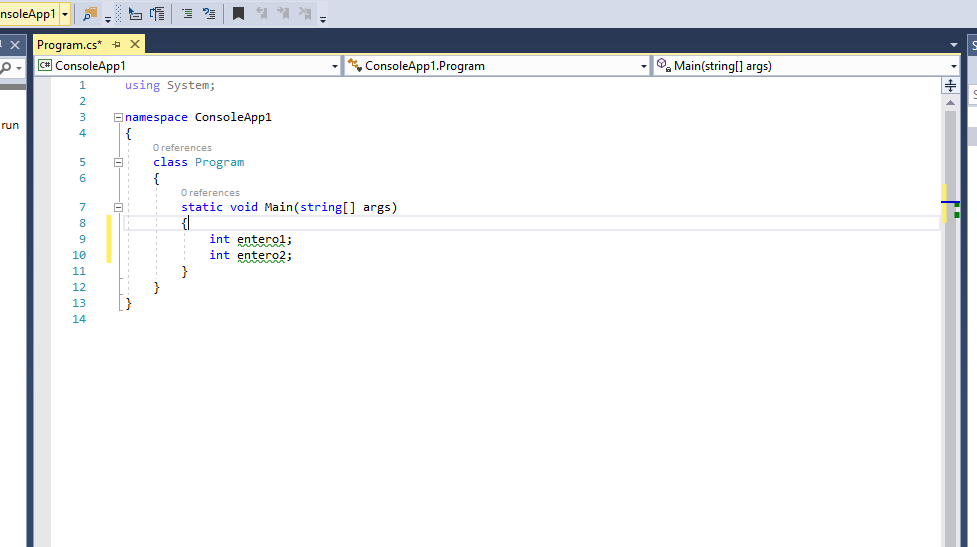 nsoleApp1
Program.cs*
C# ConsoleApp1
ConsoleApp1.Program
Main(string[] args)
run
1 using System;
2
3 namespace ConsoleApp1
4 {
0 references
5 class Program
6 {
0 references
7 static void Main(string[] args)
8 {
9 int entero1;
10 int entero2;
11 }
12 }
13 }
14